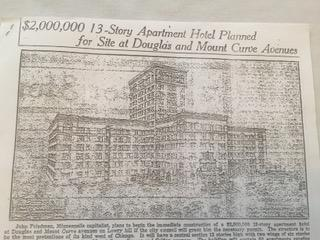 $2,000,000 13-Story Apartment Hotel Planned
for Site at Douglas and Mount Curve Avenues
John Friedman, Minneapolis capitalist, plans to begin the immediate construction of a $2,000,000 13-story apartment hotel
at Douglas and Mount Curve avenues on Lowry hill if the city council will grant him the necessary permit. The structure is to
be the most pretentious of its kind west of Chicago. It will have a central section 13 stories high with two wings of six stories